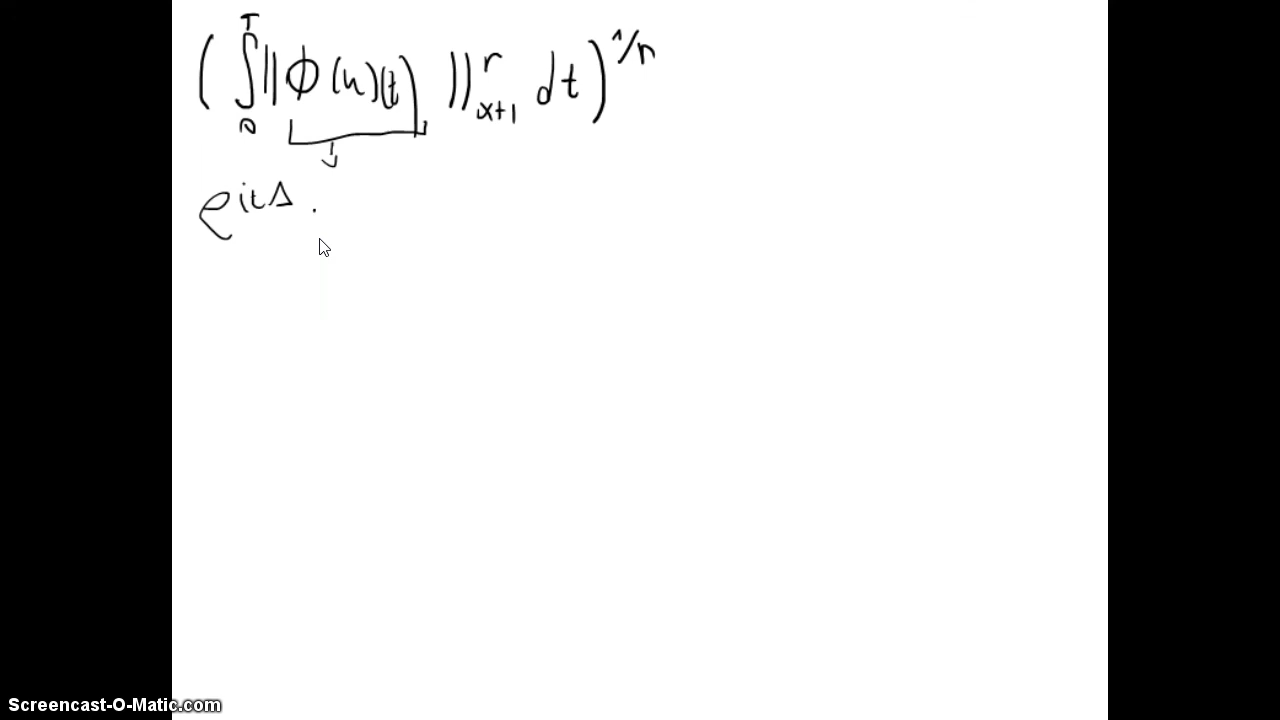 ( ∫₀ᵀ ||ϕ(u)(t)||ʳ_{α+1} dt )^{1/r}
e^{itΔ} .
Screencast-O-Matic.com